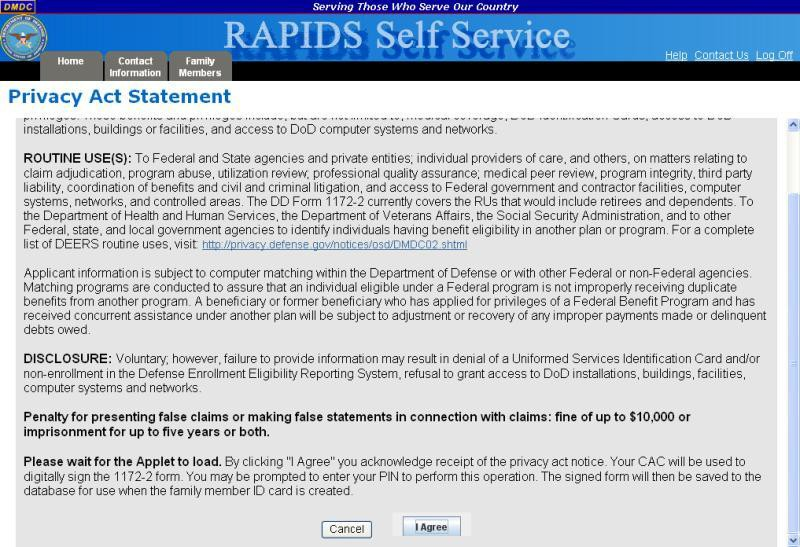 DMDC
Serving Those Who Serve Our Country
RAPIDS Self Service
Help Contact Us Log Off
Home
Contact Information
Family Members
Privacy Act Statement
privileges. These benefits and privileges include, but are not limited to, medical coverage, DoD Identification Cards, access to DoD
installations, buildings or facilities, and access to DoD computer systems and networks.
ROUTINE USE(S): To Federal and State agencies and private entities; individual providers of care, and others, on matters relating to
claim adjudication, program abuse, utilization review; professional quality assurance; medical peer review, program integrity, third party
liability, coordination of benefits and civil and criminal litigation, and access to Federal government and contractor facilities, computer
systems, networks, and controlled areas. The DD Form 1172-2 currently covers the RUs that would include retirees and dependents. To
the Department of Health and Human Services, the Department of Veterans Affairs, the Social Security Administration, and to other
Federal, state, and local government agencies to identify individuals having benefit eligibility in another plan or program. For a complete
list of DEERS routine uses, visit: http://privacy.defense.gov/notices/osd/DMDC02.shtml
Applicant information is subject to computer matching within the Department of Defense or with other Federal or non-Federal agencies.
Matching programs are conducted to assure that an individual eligible under a Federal program is not improperly receiving duplicate
benefits from another program. A beneficiary or former beneficiary who has applied for privileges of a Federal Benefit Program and has
received concurrent assistance under another plan will be subject to adjustment or recovery of any improper payments made or delinquent
debts owed.
DISCLOSURE: Voluntary; however, failure to provide information may result in denial of a Uniformed Services Identification Card and/or
non-enrollment in the Defense Enrollment Eligibility Reporting System, refusal to grant access to DoD installations, buildings, facilities,
computer systems and networks.
Penalty for presenting false claims or making false statements in connection with claims: fine of up to $10,000 or
imprisonment for up to five years or both.
Please wait for the Applet to load. By clicking "I Agree" you acknowledge receipt of the privacy act notice. Your CAC will be used to
digitally sign the 1172-2 form. You may be prompted to enter your PIN to perform this operation. The signed form will then be saved to the
database for use when the family member ID card is created.
Cancel
I Agree